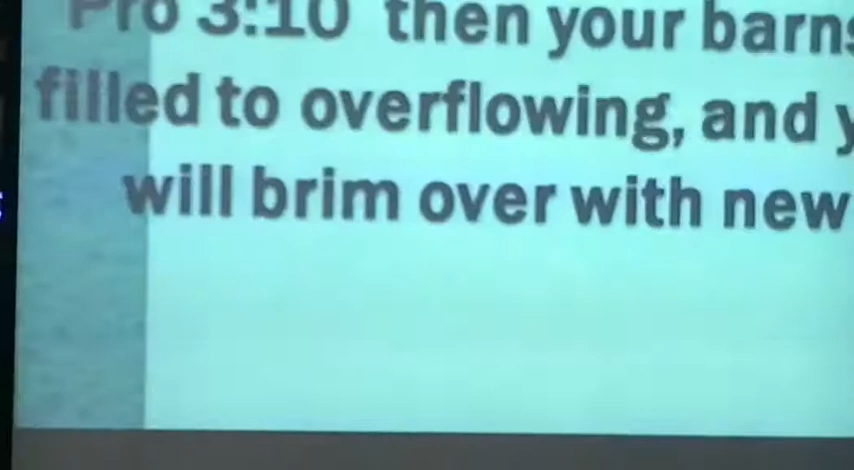 Pro 3:10 then your barns
filled to overflowing, and y
will brim over with new